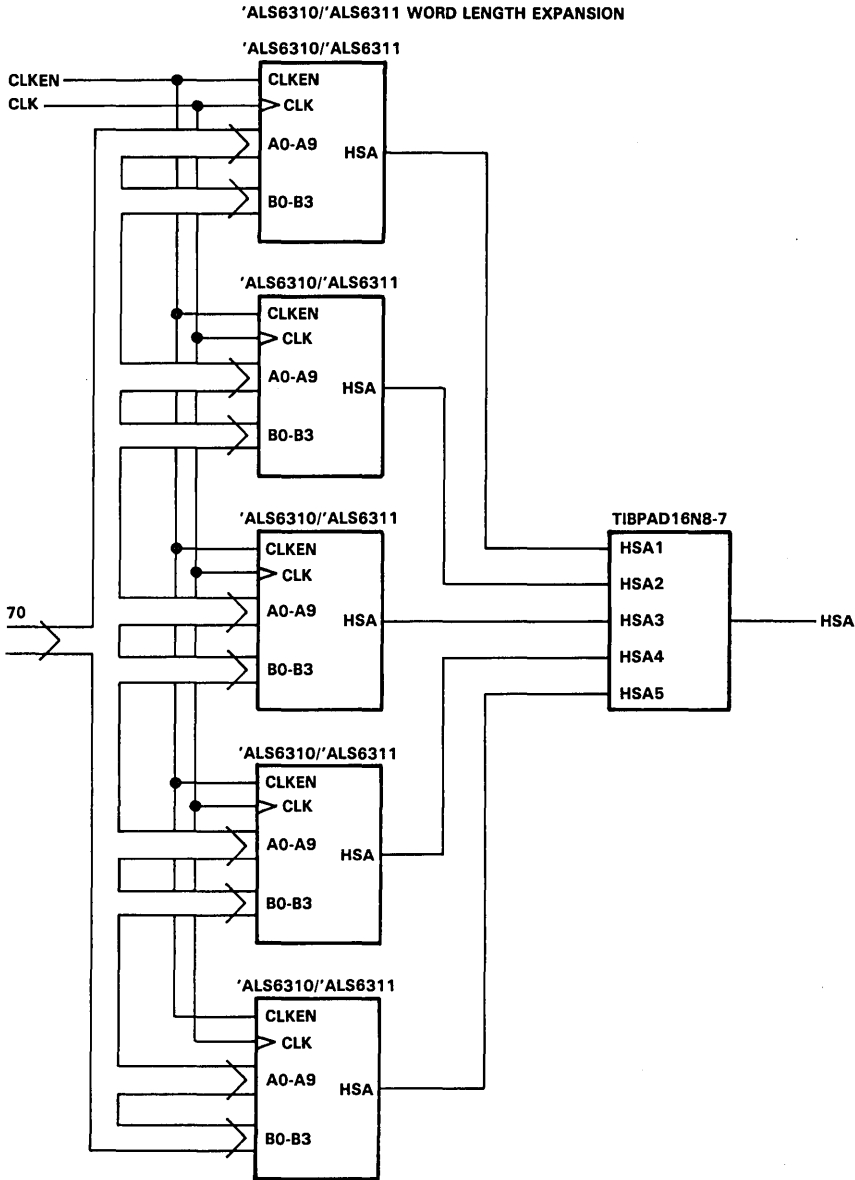 'ALS6310/'ALS6311 WORD LENGTH EXPANSION
'ALS6310/'ALS6311
CLKEN
CLK
CLKEN
CLK
A0-A9
HSA
B0-B3
'ALS6310/'ALS6311
CLKEN
CLK
A0-A9
HSA
B0-B3
'ALS6310/'ALS6311
CLKEN
CLK
A0-A9
HSA
B0-B3
'ALS6310/'ALS6311
CLKEN
CLK
A0-A9
HSA
B0-B3
'ALS6310/'ALS6311
CLKEN
CLK
A0-A9
HSA
B0-B3
70
TIBPAD16N8-7
HSA1
HSA2
HSA3
HSA4
HSA5
HSA